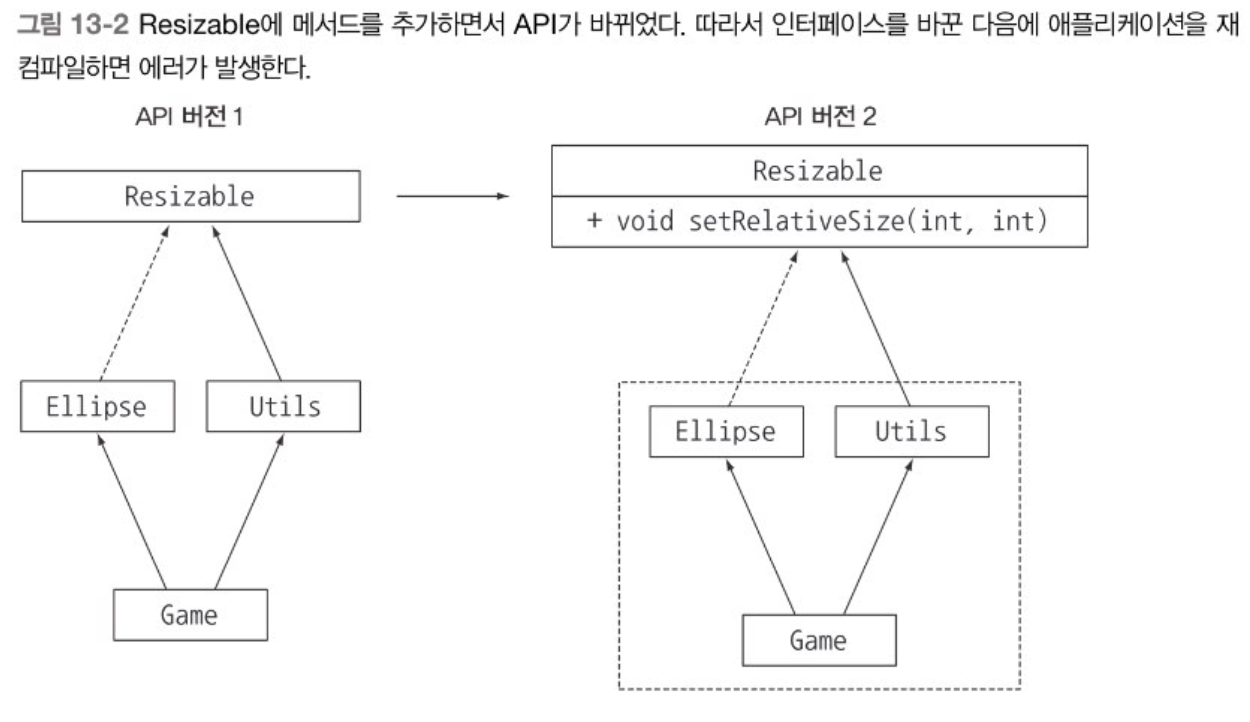 그림 13-2 Resizable에 메서드를 추가하면서 API가 바뀌었다. 따라서 인터페이스를 바꾼 다음에 애플리케이션을 재
컴파일하면 에러가 발생한다.
API 버전 1
API 버전 2
Resizable
Resizable
+ void setRelativeSize(int, int)
Ellipse
Utils
Ellipse
Utils
Game
Game